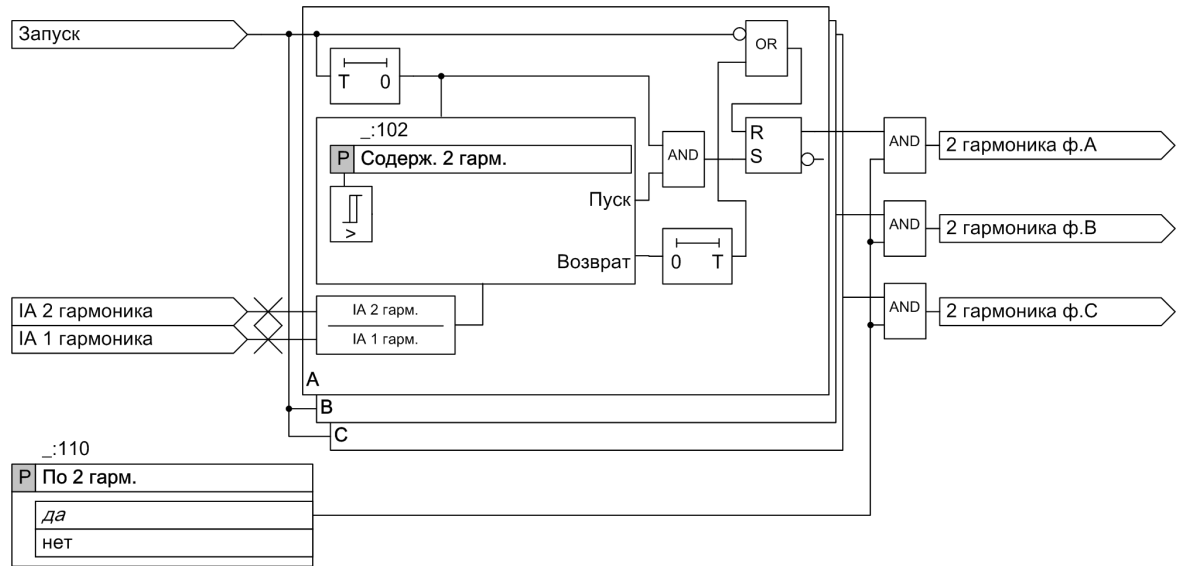 Запуск
OR
T 0
_:102
P Содерж. 2 гарм.
>
Пуск
Возврат
AND
R
S
0 T
AND
2 гармоника ф.А
AND
2 гармоника ф.В
AND
2 гармоника ф.С
IA 2 гармоника
IA 1 гармоника
IA 2 гарм.
IA 1 гарм.
A
B
C
_:110
P По 2 гарм.
да
нет